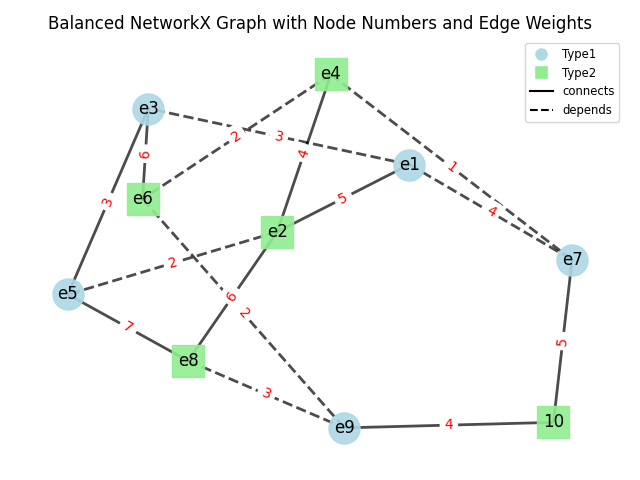 Balanced NetworkX Graph with Node Numbers and Edge Weights
Type1
Type2
connects
depends
e4
e3
2
3
6
4
1
e1
e6
5
3
4
e2
e7
2
e5
6
2
7
5
e8
3
10
4
e9